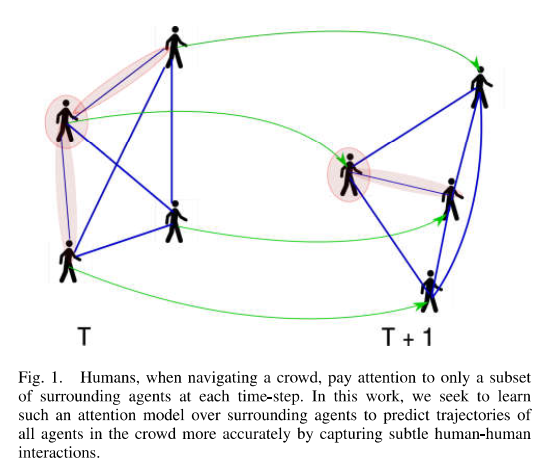 T
T + 1
Fig. 1. Humans, when navigating a crowd, pay attention to only a subset
of surrounding agents at each time-step. In this work, we seek to learn
such an attention model over surrounding agents to predict trajectories of
all agents in the crowd more accurately by capturing subtle human-human
interactions.